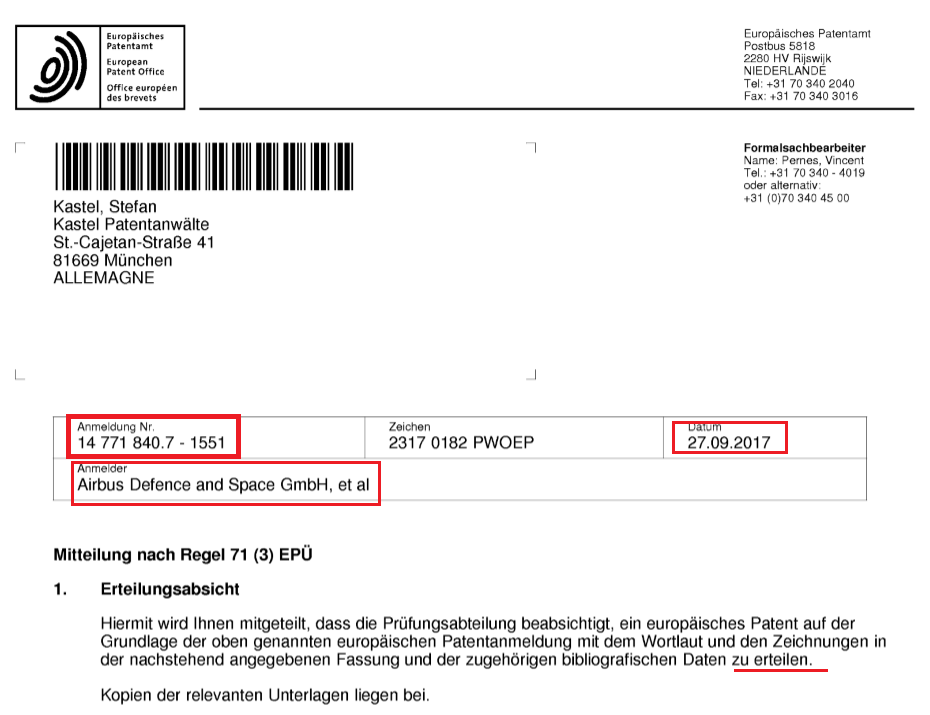 Europäisches
Patentamt
European
Patent Office
Office européen
des brevets
Europäisches Patentamt
Postbus 5818
2280 HV Rijswijk
NIEDERLANDE
Tel: +31 70 340 2040
Fax: +31 70 340 3016
Formalsachbearbeiter
Name: Pernes, Vincent
Tel.: +31 70 340 - 4019
oder alternativ:
+31 (0)70 340 45 00
Kastel, Stefan
Kastel Patentanwälte
St.-Cajetan-Straße 41
81669 München
ALLEMAGNE
Anmeldung Nr.
14 771 840.7 - 1551
Zeichen
2317 0182 PWOEP
Datum
27.09.2017
Anmelder
Airbus Defence and Space GmbH, et al
Mitteilung nach Regel 71 (3) EPÜ
1. Erteilungsabsicht
Hiermit wird Ihnen mitgeteilt, dass die Prüfungsabteilung beabsichtigt, ein europäisches Patent auf der
Grundlage der oben genannten europäischen Patentanmeldung mit dem Wortlaut und den Zeichnungen in
der nachstehend angegebenen Fassung und der zugehörigen bibliografischen Daten zu erteilen.
Kopien der relevanten Unterlagen liegen bei.